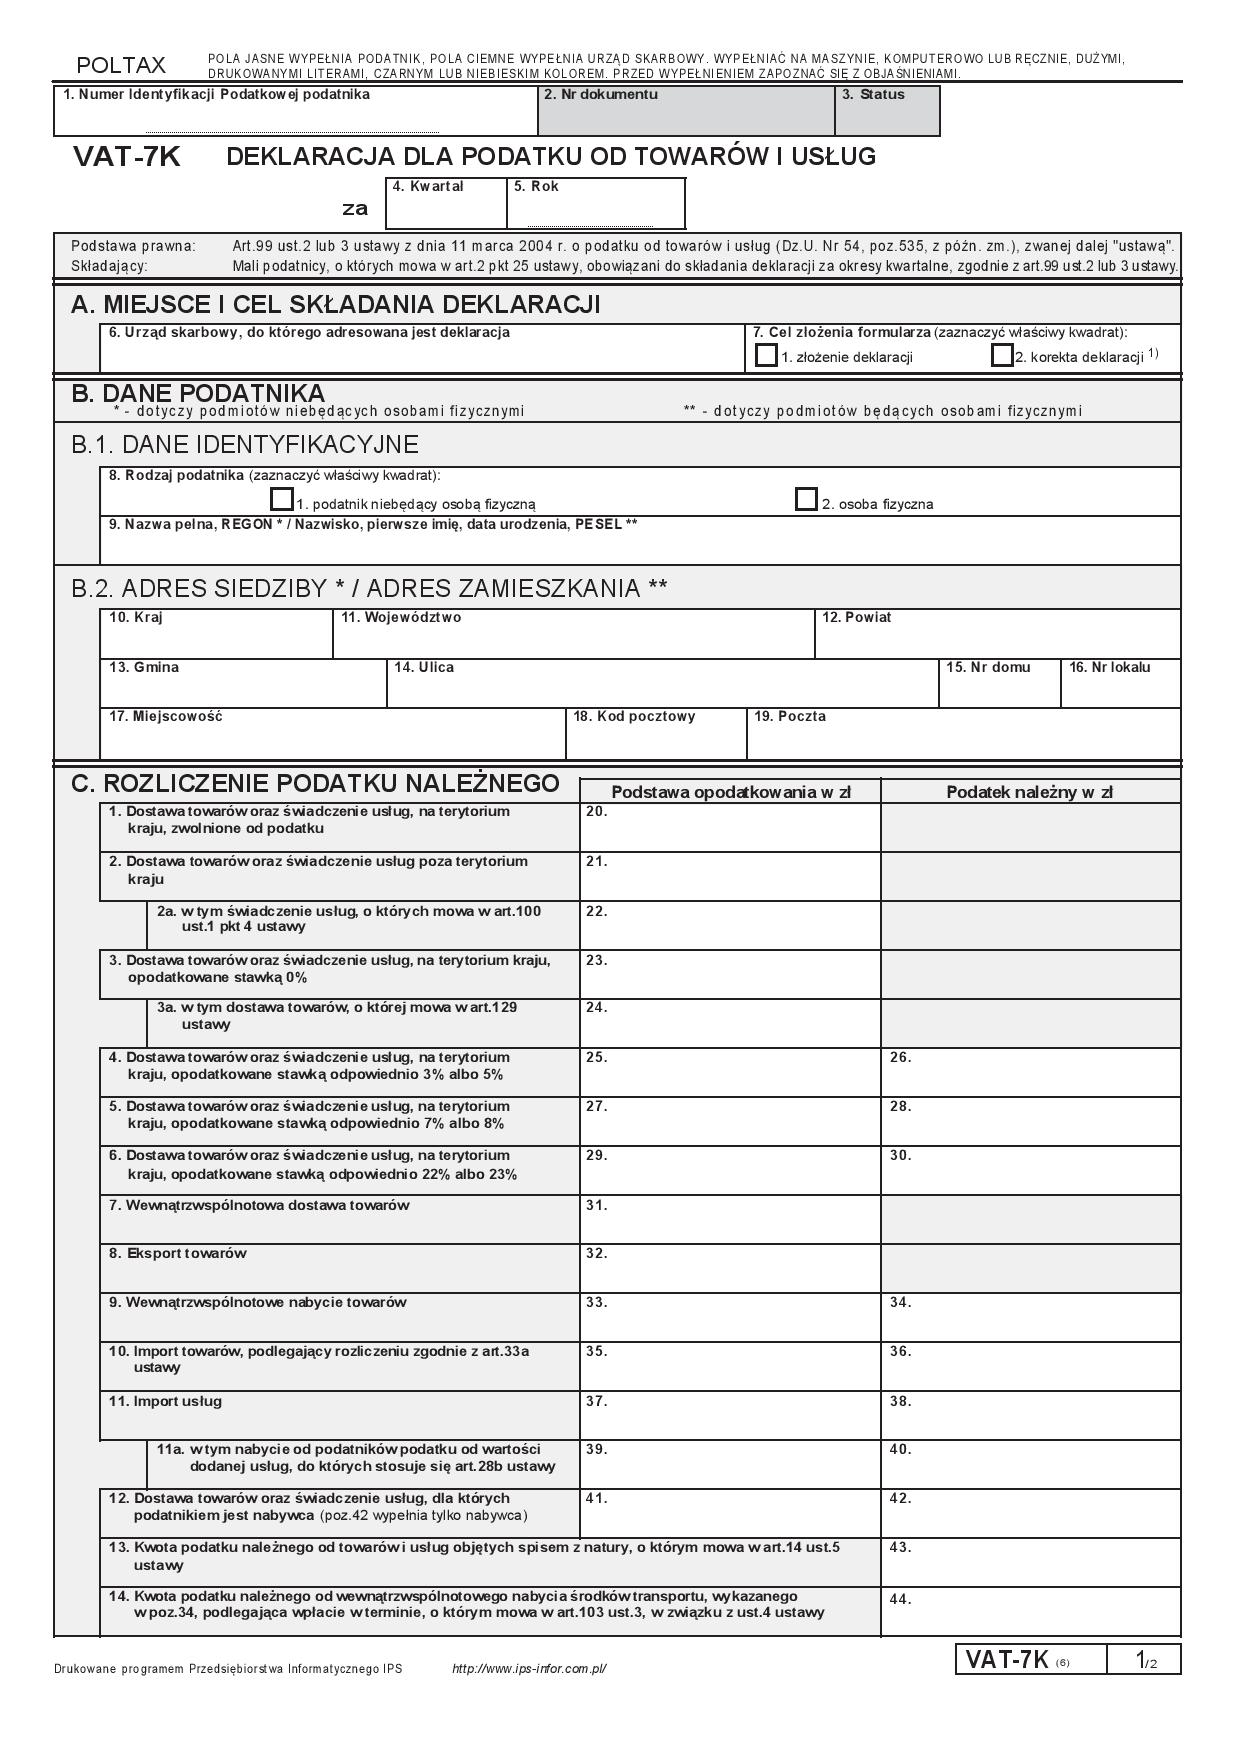 POLTAX
POLA JASNE WYPEŁNIA PODATNIK, POLA CIEMNE WYPEŁNIA URZĄD SKARBOWY. WYPEŁNIAĆ NA MASZYNIE, KOMPUTEROWO LUB RĘCZNIE, DUŻYMI,
DRUKOWANYMI LITERAMI, CZARNYM LUB NIEBIESKIM KOLOREM. PRZED WYPEŁNIENIEM ZAPOZNAĆ SIĘ Z OBJAŚNIENIAMI.
1. Numer Identyfikacji Podatkowej podatnika
2. Nr dokumentu
3. Status
VAT-7K DEKLARACJA DLA PODATKU OD TOWARÓW I USŁUG
za
4. Kwartał
5. Rok
Podstawa prawna: Art.99 ust.2 lub 3 ustawy z dnia 11 marca 2004 r. o podatku od towarów i usług (Dz.U. Nr 54, poz.535, z późn. zm.), zwanej dalej "ustawą".
Składający: Mali podatnicy, o których mowa w art.2 pkt 25 ustawy, obowiązani do składania deklaracji za okresy kwartalne, zgodnie z art.99 ust.2 lub 3 ustawy.
A. MIEJSCE I CEL SKŁADANIA DEKLARACJI
6. Urząd skarbowy, do którego adresowana jest deklaracja
7. Cel złożenia formularza (zaznaczyć właściwy kwadrat):
1. złożenie deklaracji
2. korekta deklaracji 1)
B. DANE PODATNIKA
* - dotyczy podmiotów niebędących osobami fizycznymi
** - dotyczy podmiotów będących osobami fizycznymi
B.1. DANE IDENTYFIKACYJNE
8. Rodzaj podatnika (zaznaczyć właściwy kwadrat):
1. podatnik niebędący osobą fizyczną
2. osoba fizyczna
9. Nazwa pełna, REGON * / Nazwisko, pierwsze imię, data urodzenia, PESEL **
B.2. ADRES SIEDZIBY * / ADRES ZAMIESZKANIA **
10. Kraj
11. Województwo
12. Powiat
13. Gmina
14. Ulica
15. Nr domu
16. Nr lokalu
17. Miejscowość
18. Kod pocztowy
19. Poczta
C. ROZLICZENIE PODATKU NALEŻNEGO
Podstawa opodatkowania w zł
Podatek należny w zł
1. Dostawa towarów oraz świadczenie usług, na terytorium
kraju, zwolnione od podatku
20.
2. Dostawa towarów oraz świadczenie usług poza terytorium
kraju
21.
2a. w tym świadczenie usług, o których mowa w art.100
ust.1 pkt 4 ustawy
22.
3. Dostawa towarów oraz świadczenie usług, na terytorium kraju,
opodatkowane stawką 0%
23.
3a. w tym dostawa towarów, o której mowa w art.129
ustawy
24.
4. Dostawa towarów oraz świadczenie usług, na terytorium
kraju, opodatkowane stawką odpowiednio 3% albo 5%
25.
26.
5. Dostawa towarów oraz świadczenie usług, na terytorium
kraju, opodatkowane stawką odpowiednio 7% albo 8%
27.
28.
6. Dostawa towarów oraz świadczenie usług, na terytorium
kraju, opodatkowane stawką odpowiednio 22% albo 23%
29.
30.
7. Wewnątrzwspólnotowa dostawa towarów
31.
8. Eksport towarów
32.
9. Wewnątrzwspólnotowe nabycie towarów
33.
34.
10. Import towarów, podlegający rozliczeniu zgodnie z art.33a
ustawy
35.
36.
11. Import usług
37.
38.
11a. w tym nabycie od podatników podatku od wartości
dodanej usług, do których stosuje się art.28b ustawy
39.
40.
12. Dostawa towarów oraz świadczenie usług, dla których
podatnikiem jest nabywca (poz.42 wypełnia tylko nabywca)
41.
42.
13. Kwota podatku należnego od towarów i usług objętych spisem z natury, o którym mowa w art.14 ust.5
ustawy
43.
14. Kwota podatku należnego od wewnątrzwspólnotowego nabycia środków transportu, wykazanego
w poz.34, podlegająca wpłacie w terminie, o którym mowa w art.103 ust.3, w związku z ust.4 ustawy
44.
Drukowane programem Przedsiębiorstwa Informatycznego IPS http://www.ips-infor.com.pl/
VAT-7K (6)
1/2